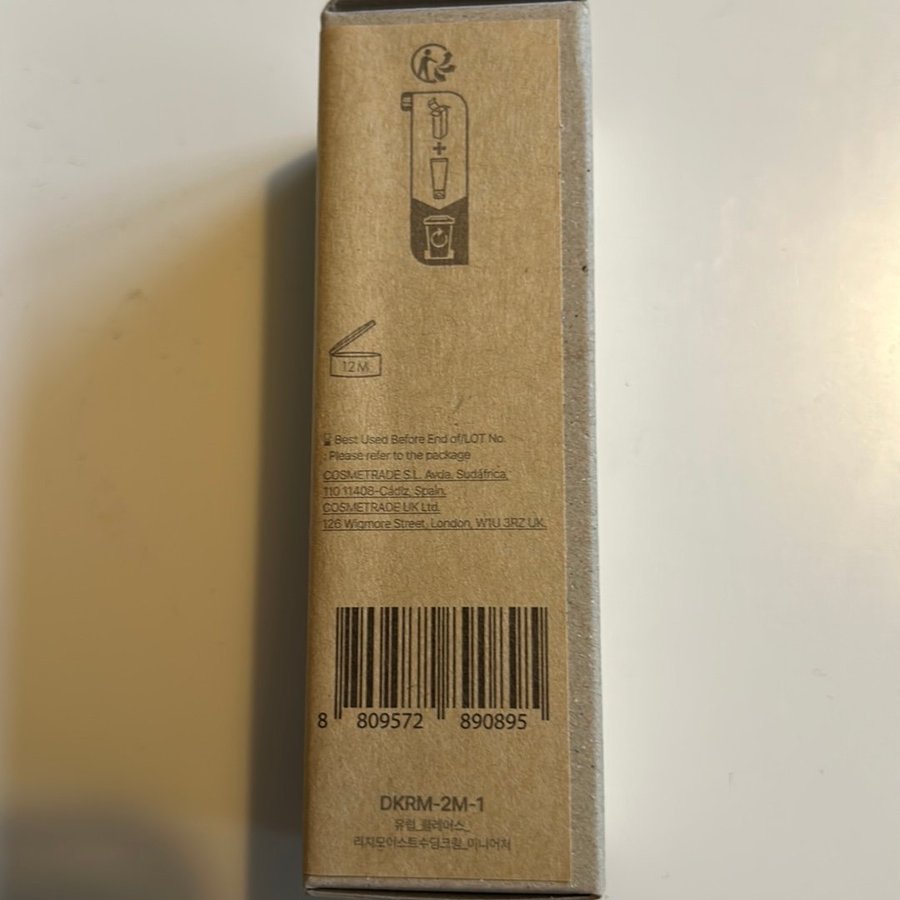 12M
Best Used Before End of/LOT No.
: Please refer to the package
COSMETRADE S.L. Avda. Sudáfrica,
110 11408-Cádiz, Spain.
COSMETRADE UK Ltd.
126 Wigmore Street, London, W1U 3RZ UK.
8 809572 890895
DKRM-2M-1
유럽_클레어스_
리치모이스트수딩크림_미니어처